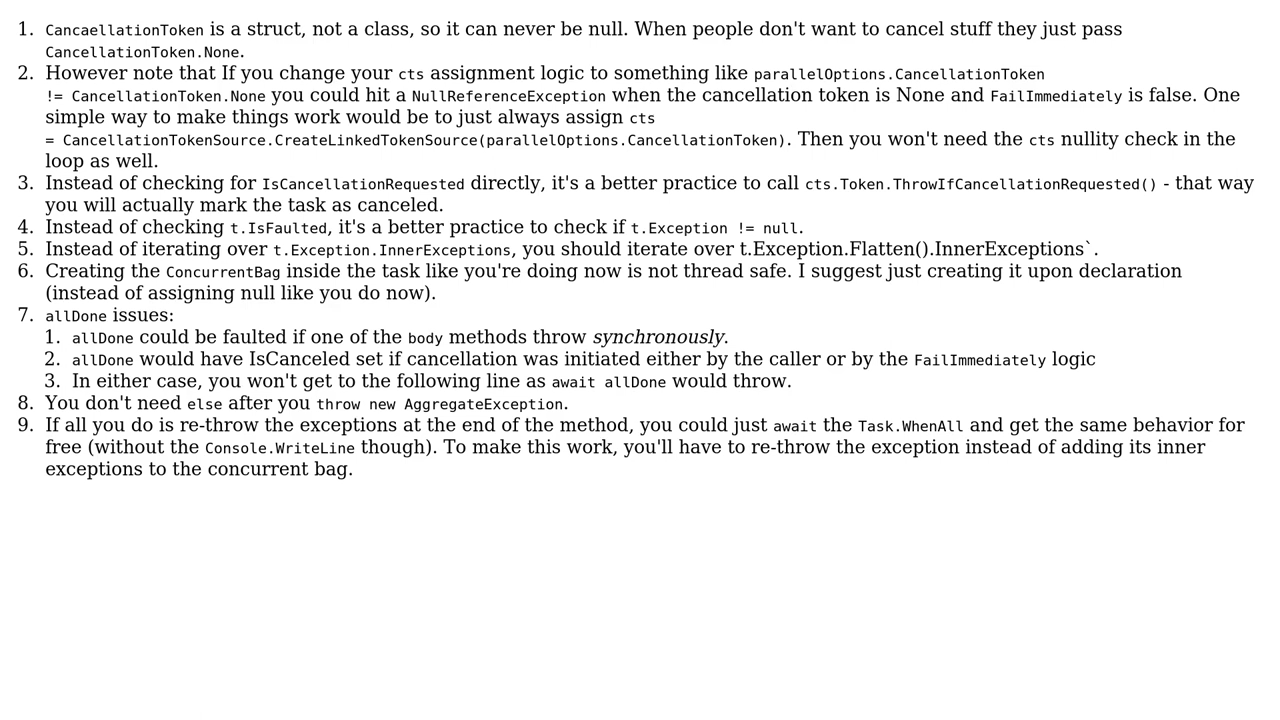 1. CancaellationToken is a struct, not a class, so it can never be null. When people don't want to cancel stuff they just pass
CancellationToken.None.
2. However note that If you change your cts assignment logic to something like parallelOptions.CancellationToken
!= CancellationToken.None you could hit a NullReferenceException when the cancellation token is None and FailImmediately is false. One
simple way to make things work would be to just always assign cts
= CancellationTokenSource.CreateLinkedTokenSource(parallelOptions.CancellationToken). Then you won't need the cts nullity check in the
loop as well.
3. Instead of checking for IsCancellationRequested directly, it's a better practice to call cts.Token.ThrowIfCancellationRequested() - that way
you will actually mark the task as canceled.
4. Instead of checking t.IsFaulted, it's a better practice to check if t.Exception != null.
5. Instead of iterating over t.Exception.InnerExceptions, you should iterate over t.Exception.Flatten().InnerExceptions`.
6. Creating the ConcurrentBag inside the task like you're doing now is not thread safe. I suggest just creating it upon declaration
(instead of assigning null like you do now).
7. allDone issues:
1. allDone could be faulted if one of the body methods throw synchronously.
2. allDone would have IsCanceled set if cancellation was initiated either by the caller or by the FailImmediately logic
3. In either case, you won't get to the following line as await allDone would throw.
8. You don't need else after you throw new AggregateException.
9. If all you do is re-throw the exceptions at the end of the method, you could just await the Task.WhenAll and get the same behavior for
free (without the Console.WriteLine though). To make this work, you'll have to re-throw the exception instead of adding its inner
exceptions to the concurrent bag.